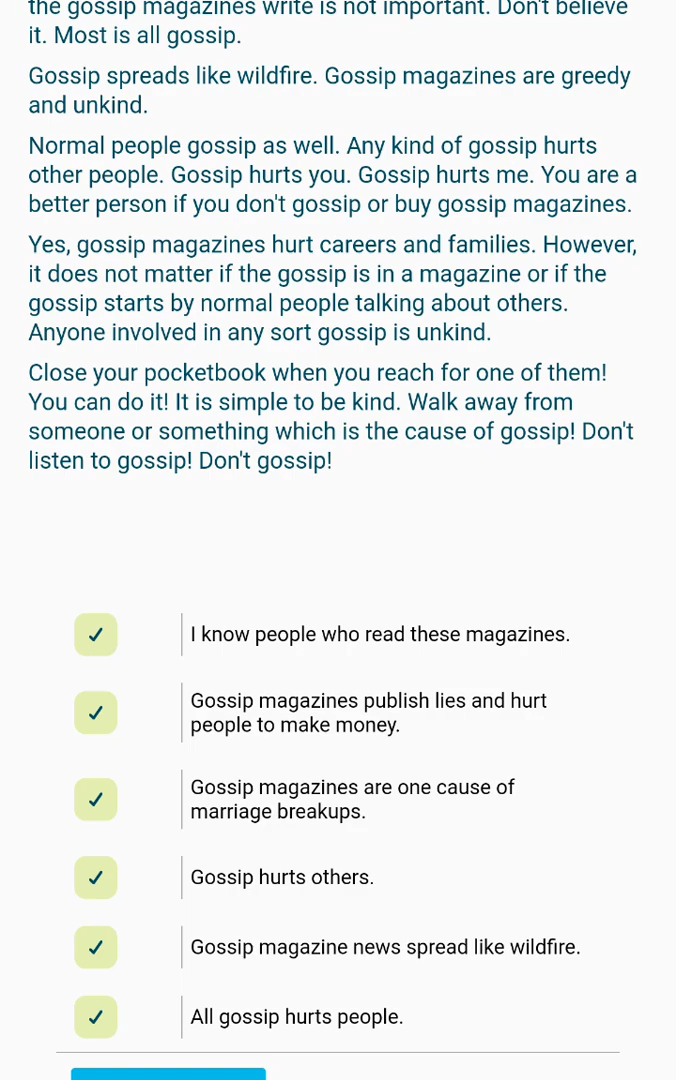 the gossip magazines write is not important. Don't believe
it. Most is all gossip.
Gossip spreads like wildfire. Gossip magazines are greedy
and unkind.
Normal people gossip as well. Any kind of gossip hurts
other people. Gossip hurts you. Gossip hurts me. You are a
better person if you don't gossip or buy gossip magazines.
Yes, gossip magazines hurt careers and families. However,
it does not matter if the gossip is in a magazine or if the
gossip starts by normal people talking about others.
Anyone involved in any sort gossip is unkind.
Close your pocketbook when you reach for one of them!
You can do it! It is simple to be kind. Walk away from
someone or something which is the cause of gossip! Don't
listen to gossip! Don't gossip!
I know people who read these magazines.
Gossip magazines publish lies and hurt
people to make money.
Gossip magazines are one cause of
marriage breakups.
Gossip hurts others.
Gossip magazine news spread like wildfire.
All gossip hurts people.